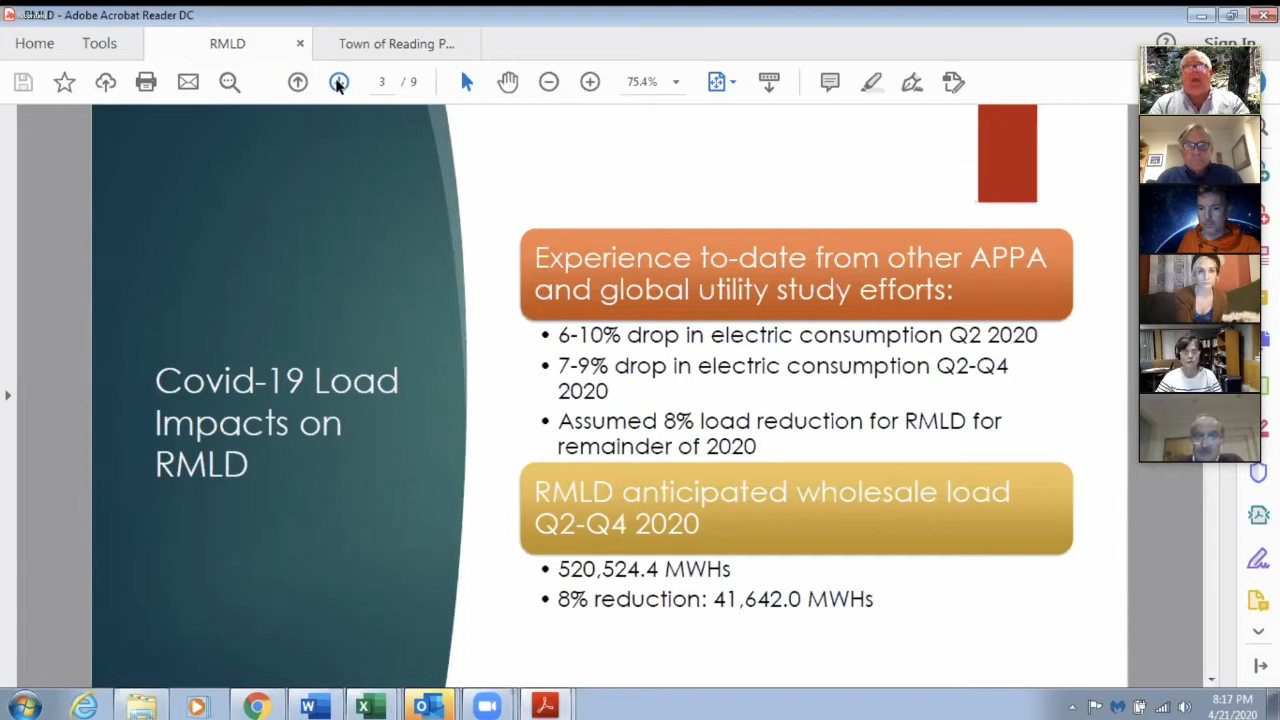 RMLD - Adobe Acrobat Reader DC
Home
Tools
RMLD
×
Town of Reading P...
Sign In
3 / 9
75.4%
Covid-19 Load
Impacts on
RMLD
Experience to-date from other APPA
and global utility study efforts:
• 6-10% drop in electric consumption Q2 2020
• 7-9% drop in electric consumption Q2-Q4
2020
• Assumed 8% load reduction for RMLD for
remainder of 2020
RMLD anticipated wholesale load
Q2-Q4 2020
• 520,524.4 MWHs
• 8% reduction: 41,642.0 MWHs
8:17 PM
4/21/2020